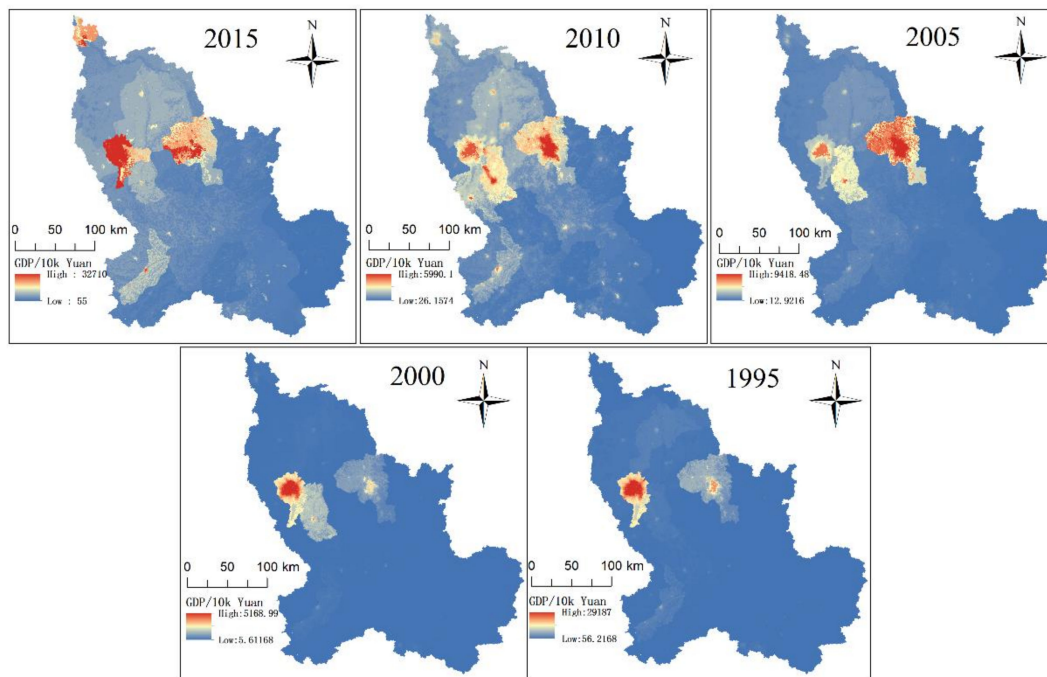 2015
N
0 50 100
km
GDP/10k Yuan
High : 32710
Low : 55
2010
N
0 50 100
km
GDP/10k Yuan
High:5990.1
Low:26.1574
2005
N
0 50 100
km
GDP/10k Yuan
High:9418.48
Low:12.9216
2000
N
0 50 100 km
GDP/10k Yuan
High:5168.99
Low:5.61168
1995
N
0 50 100 km
GDP/10k Yuan
High:29187
Low:56.2168